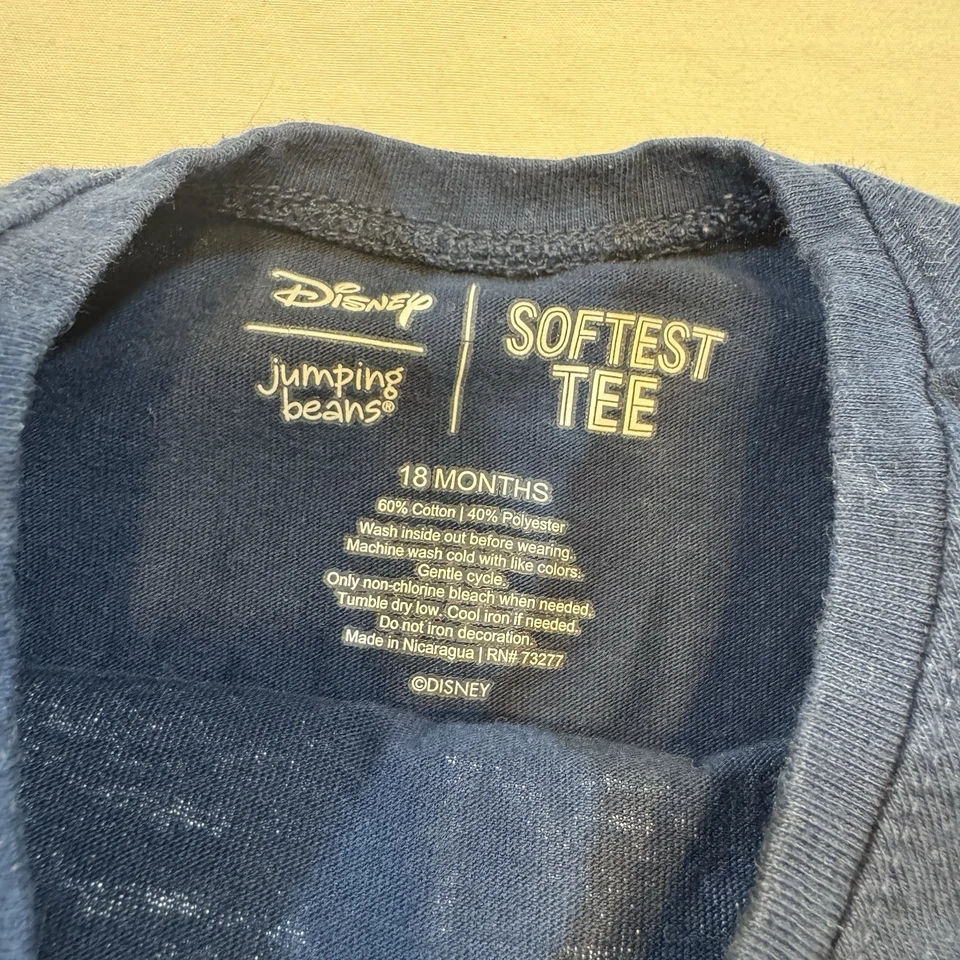 Disney
jumping
beans®
SOFTEST
TEE
18 MONTHS
60% Cotton | 40% Polyester
Wash inside out before wearing.
Machine wash cold with like colors.
Gentle cycle.
Only non-chlorine bleach when needed.
Tumble dry low. Cool iron if needed.
Do not iron decoration.
Made in Nicaragua | RN# 73277
©DISNEY